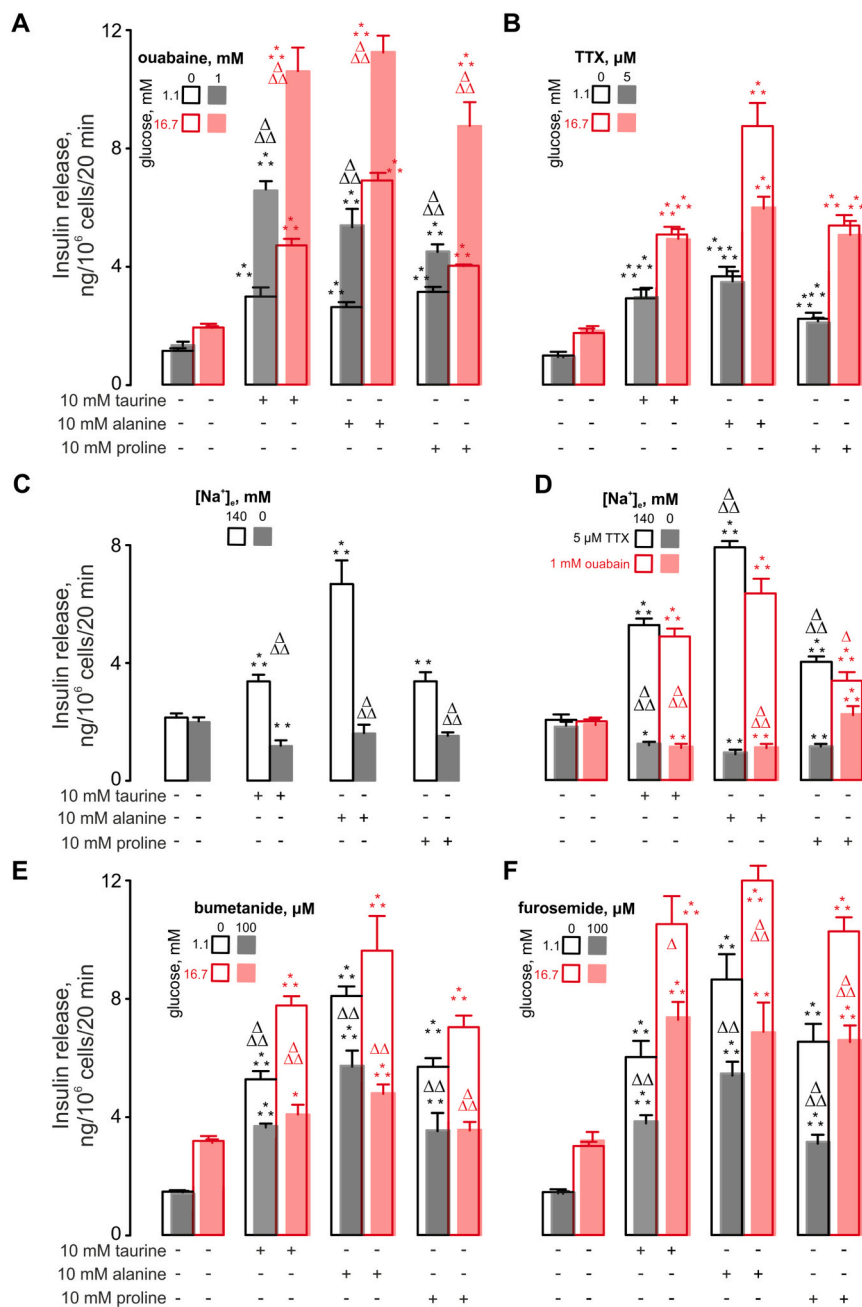 A
B
ouabaine, mM
0 1
1.1
16.7
glucose, mM
TTX, µM
0 5
1.1
16.7
glucose, mM
Insulin release,
ng/10⁶ cells/20 min
12
8
4
0
10 mM taurine - - + + - - - - - - + + - - - -
10 mM alanine - - - - + + - - - - - - + + - -
10 mM proline - - - - - - + + - - - - - - + +
C
D
[Na⁺]ₑ, mM
140 0
[Na⁺]ₑ, mM
140 0
5 µM TTX
1 mM ouabain
Insulin release,
ng/10⁶ cells/20 min
8
4
0
10 mM taurine - - + + - - - - - - + + - - - -
10 mM alanine - - - - + + - - - - - - + + - -
10 mM proline - - - - - - + + - - - - - - + +
E
F
bumetanide, µM
0 100
1.1
16.7
glucose, mM
furosemide, µM
0 100
1.1
16.7
glucose, mM
Insulin release,
ng/10⁶ cells/20 min
12
8
4
0
10 mM taurine - - + + - - - - - - + + - - - -
10 mM alanine - - - - + + - - - - - - + + - -
10 mM proline - - - - - - + + - - - - - - + +